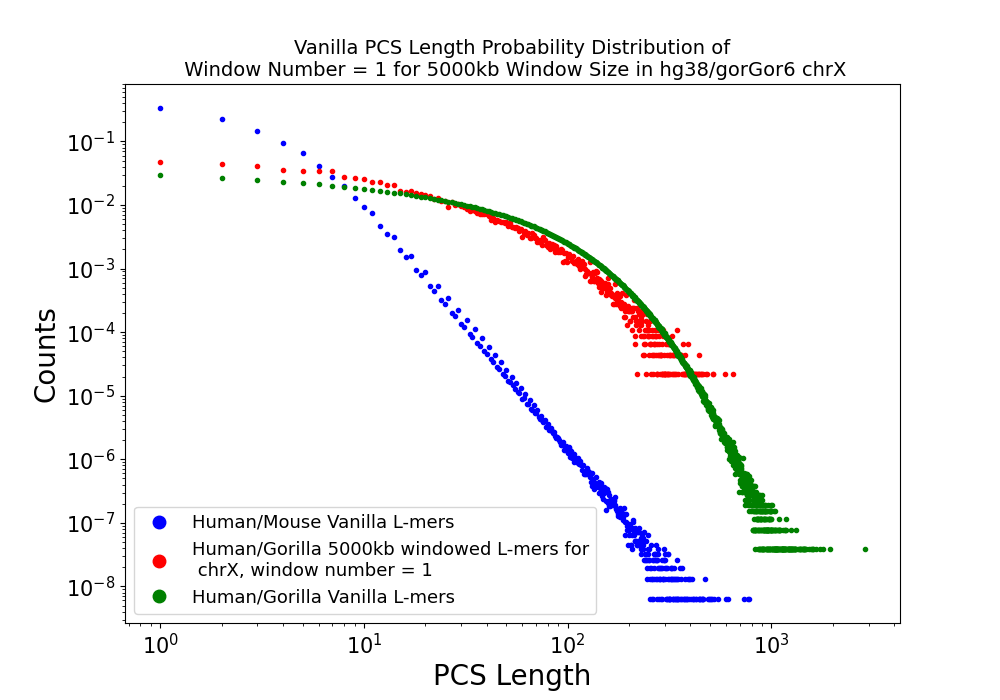 Vanilla PCS Length Probability Distribution of
Window Number = 1 for 5000kb Window Size in hg38/gorGor6 chrX
Counts
10⁻¹
10⁻²
10⁻³
10⁻⁴
10⁻⁵
10⁻⁶
10⁻⁷
10⁻⁸
Human/Mouse Vanilla L-mers
Human/Gorilla 5000kb windowed L-mers for
chrX, window number = 1
Human/Gorilla Vanilla L-mers
10⁰ 10¹ 10² 10³
PCS Length